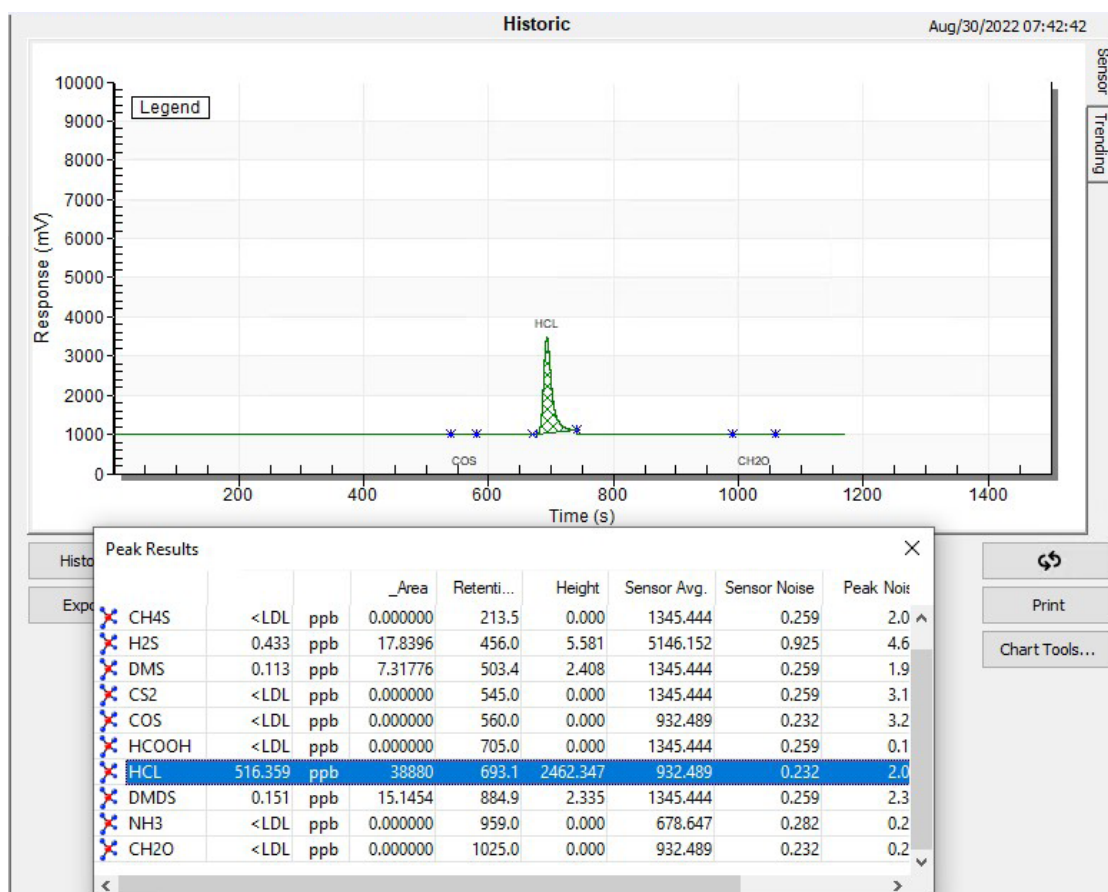 Historic
Aug/30/2022 07:42:42
Sensor
Trending
Legend
Response (mV)
10000
9000
8000
7000
6000
5000
4000
3000
2000
1000
0
HCL
COS
CH2O
200 400 600 800 1000 1200 1400
Time (s)
Histo
Expo
Print
Chart Tools...
Peak Results
_Area Retenti... Height Sensor Avg. Sensor Noise Peak Nois
CH4S <LDL ppb 0.000000 213.5 0.000 1345.444 0.259 2.0
H2S 0.433 ppb 17.8396 456.0 5.581 5146.152 0.925 4.6
DMS 0.113 ppb 7.31776 503.4 2.408 1345.444 0.259 1.9
CS2 <LDL ppb 0.000000 545.0 0.000 1345.444 0.259 3.1
COS <LDL ppb 0.000000 560.0 0.000 932.489 0.232 3.2
HCOOH <LDL ppb 0.000000 705.0 0.000 1345.444 0.259 0.1
HCL 516.359 ppb 38880 693.1 2462.347 932.489 0.232 2.0
DMDS 0.151 ppb 15.1454 884.9 2.335 1345.444 0.259 2.3
NH3 <LDL ppb 0.000000 959.0 0.000 678.647 0.282 0.2
CH2O <LDL ppb 0.000000 1025.0 0.000 932.489 0.232 0.2